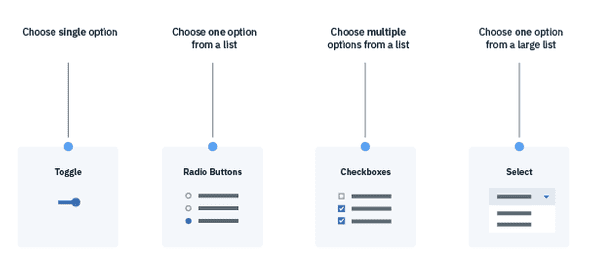 Choose single option
Choose one option
from a list
Choose multiple
options from a list
Choose one option
from a large list
Toggle
Radio Buttons
Checkboxes
Select